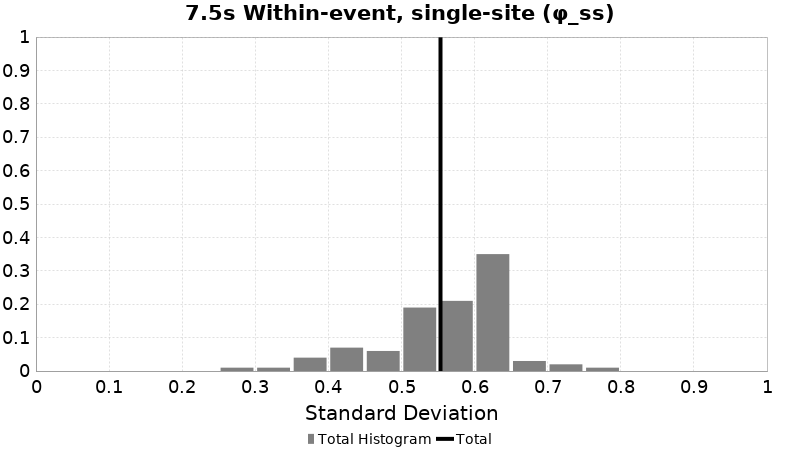 7.5s Within-event, single-site (φ_ss)
1
0.9
0.8
0.7
0.6
0.5
0.4
0.3
0.2
0.1
0
0 0.1 0.2 0.3 0.4 0.5 0.6 0.7 0.8 0.9 1
Standard Deviation
Total Histogram Total